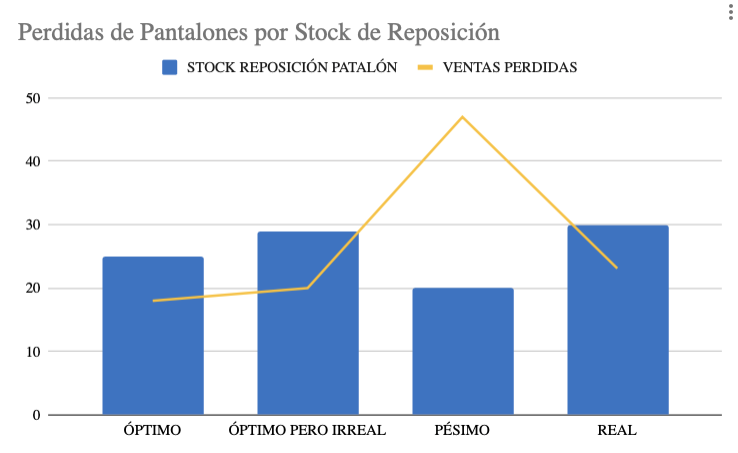 Perdidas de Pantalones por Stock de Reposición
STOCK REPOSICIÓN PATALÓN VENTAS PERDIDAS
50
40
30
20
10
0
ÓPTIMO ÓPTIMO PERO IRREAL PÉSIMO REAL